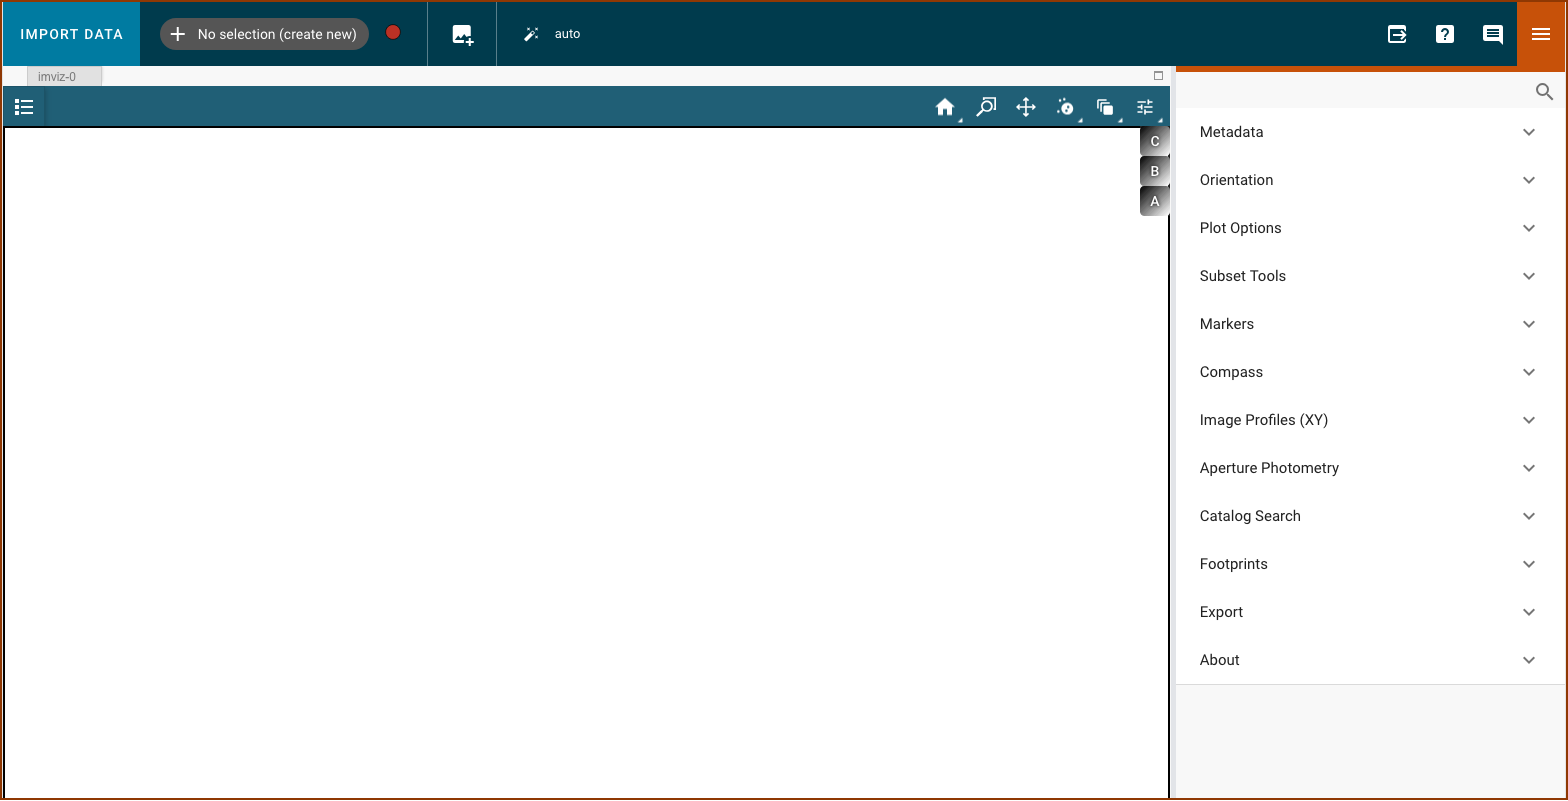 IMPORT DATA
No selection (create new)
auto
imviz-0
C
B
A
Metadata
Orientation
Plot Options
Subset Tools
Markers
Compass
Image Profiles (XY)
Aperture Photometry
Catalog Search
Footprints
Export
About